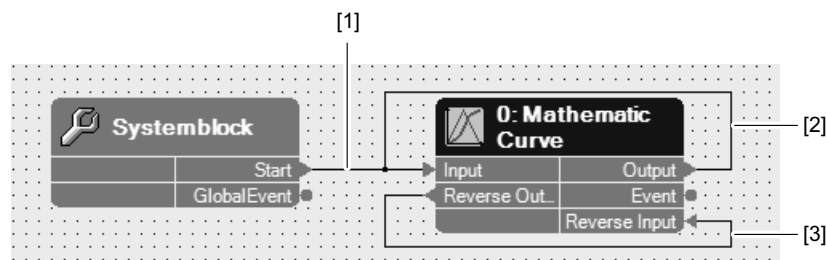 [1]
Systemblock
Start
GlobalEvent
0: Mathematic
Curve
Input Output
Reverse Out... Event
Reverse Input
[2]
[3]